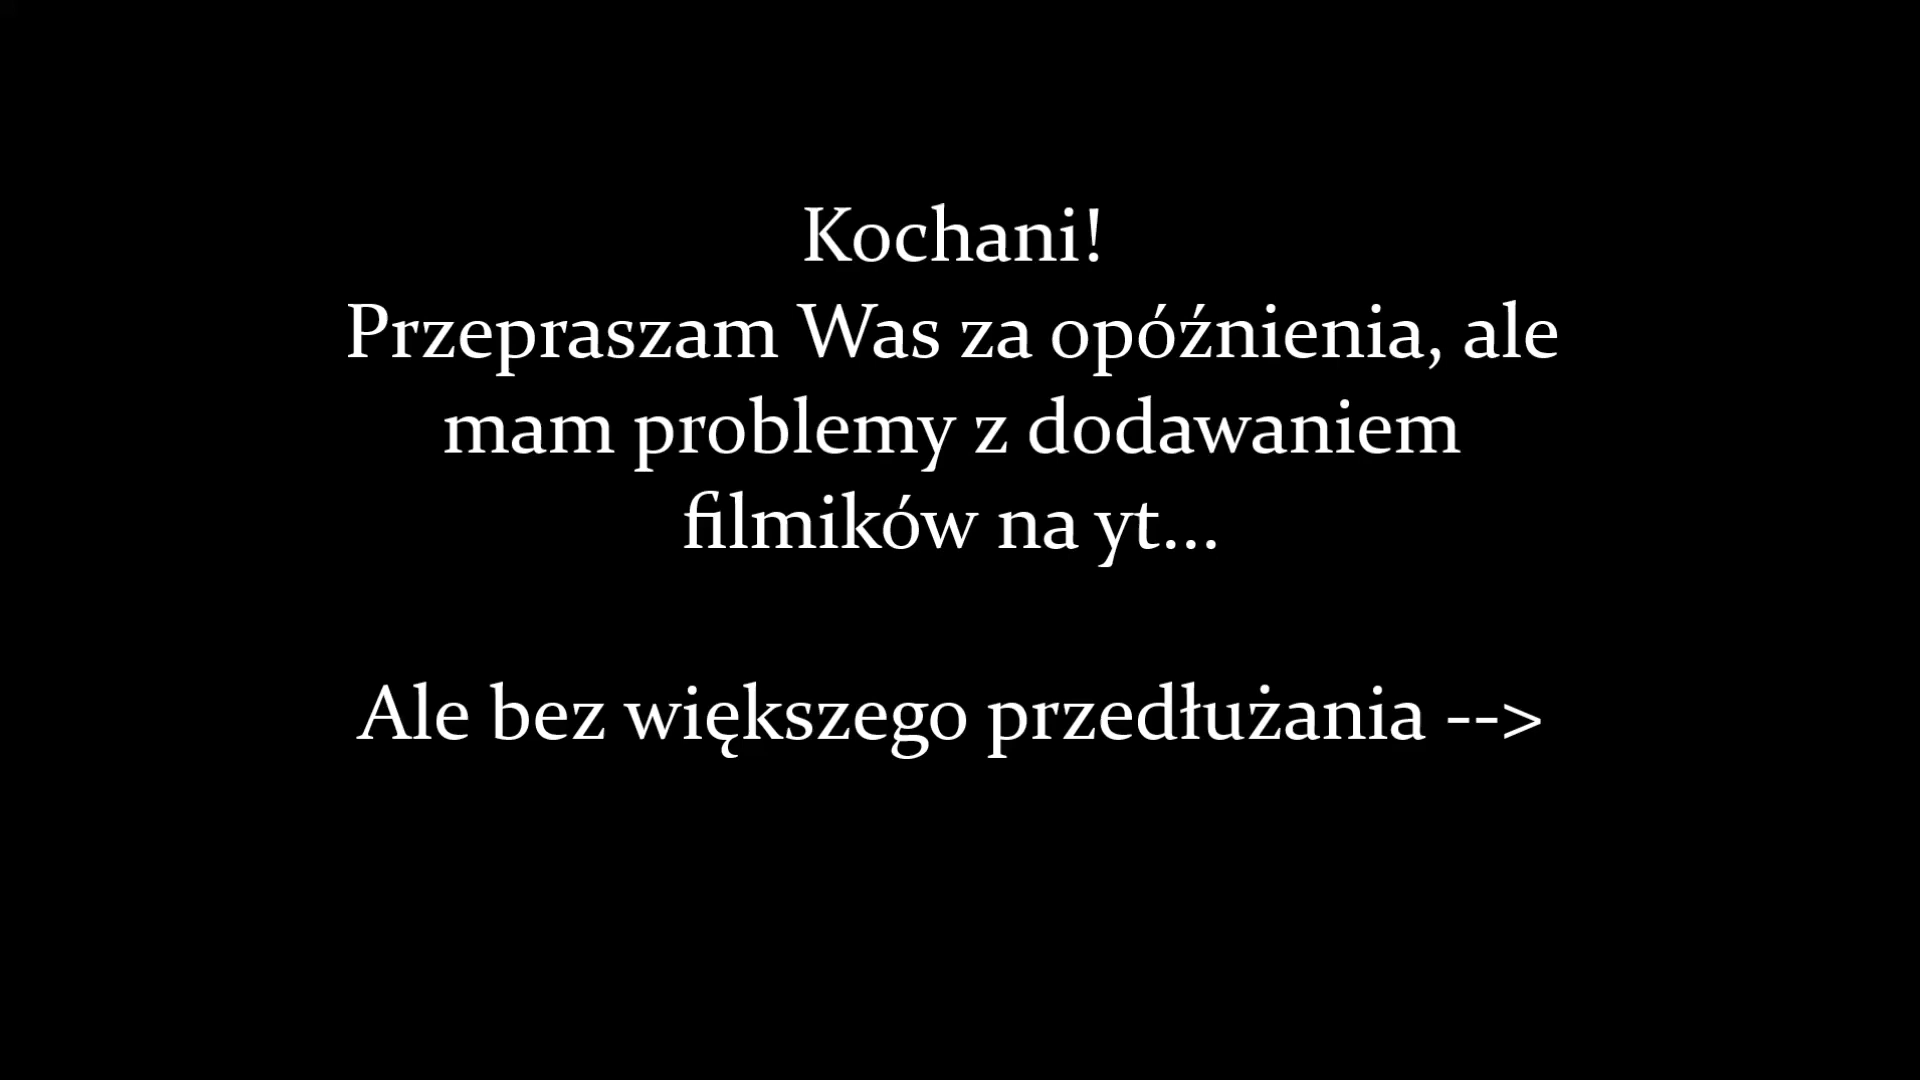 Kochani!
Przepraszam Was za opóźnienia, ale
mam problemy z dodawaniem
filmików na yt...
Ale bez większego przedłużania -->